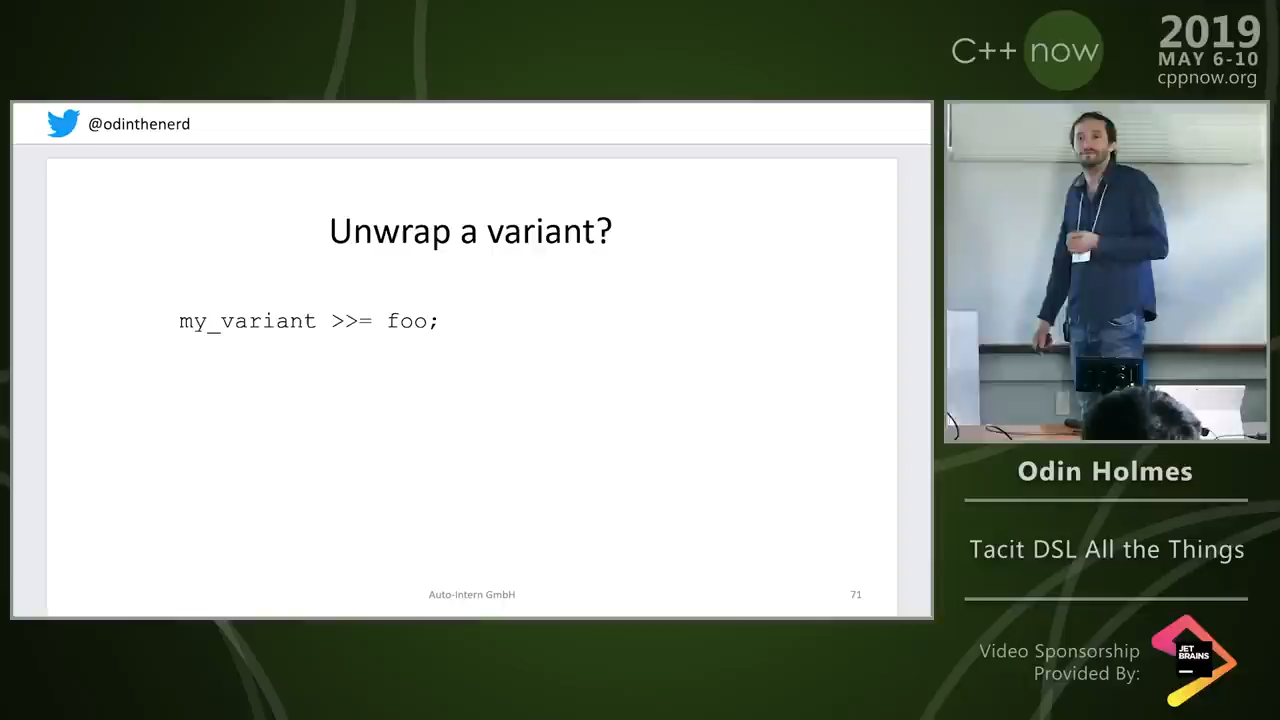 C++ now
2019
MAY 6-10
cppnow.org
@odinthenerd
Unwrap a variant?
my_variant >>= foo;
Auto-Intern GmbH
71
Odin Holmes
Tacit DSL All the Things
Video Sponsorship
Provided By:
JET
BRAINS